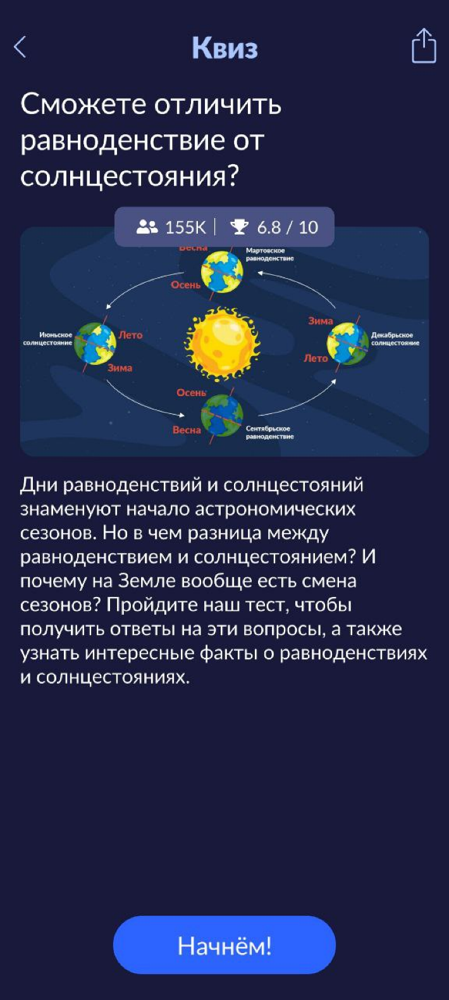 Квиз
Сможете отличить
равноденствие от
солнцестояния?
155K | 6.8 / 10
Весна
Мартовское
равноденствие
Осень
Июньское
солнцестояние
Лето
Зима
Зима
Лето
Декабрьское
солнцестояние
Осень
Весна
Сентябрьское
равноденствие
Дни равноденствий и солнцестояний
знаменуют начало астрономических
сезонов. Но в чем разница между
равноденствием и солнцестоянием? И
почему на Земле вообще есть смена
сезонов? Пройдите наш тест, чтобы
получить ответы на эти вопросы, а также
узнать интересные факты о равноденствиях
и солнцестояниях.
Начнём!